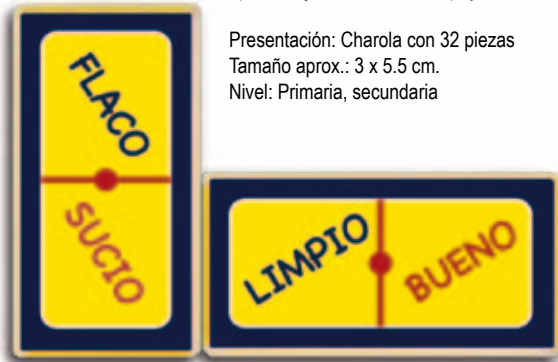 Presentación: Charola con 32 piezas
Tamaño aprox.: 3 x 5.5 cm.
Nivel: Primaria, secundaria
FLACO
SUCIO
LIMPIO
BUENO